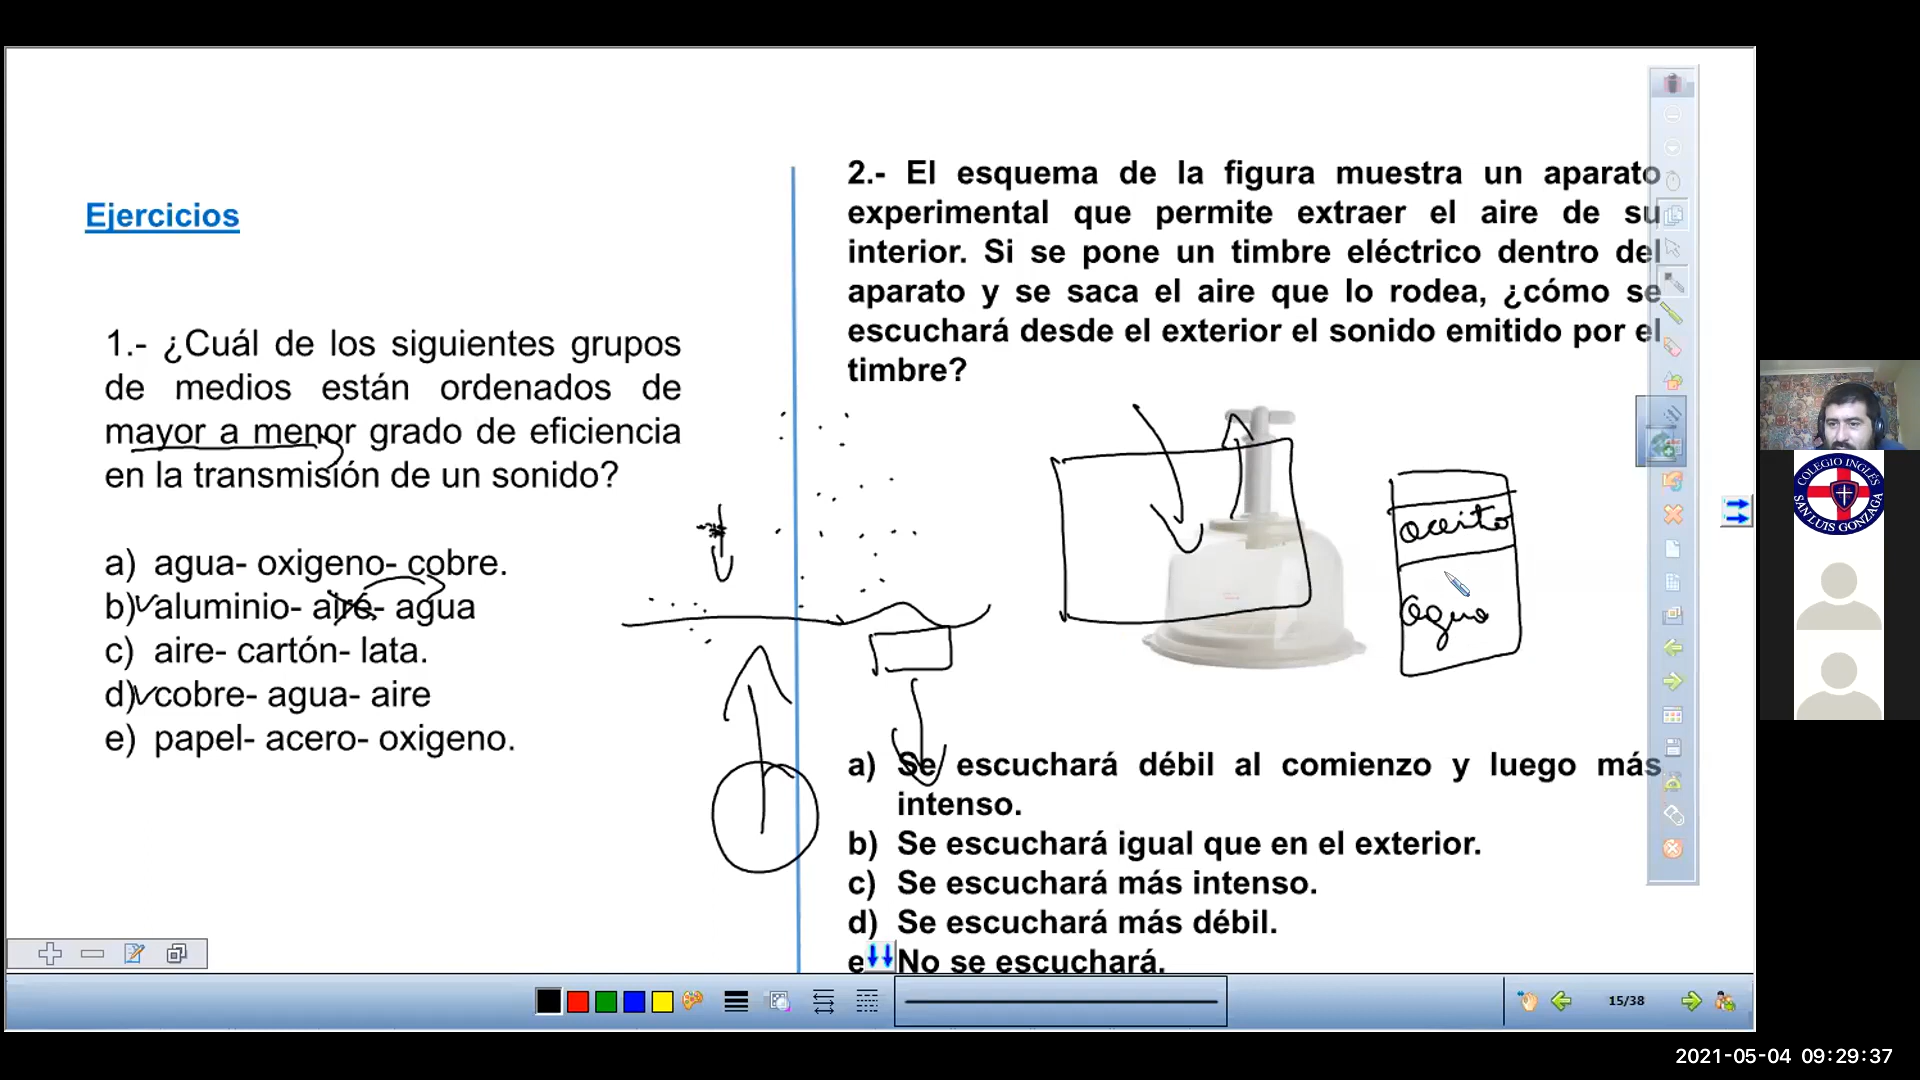 Ejercicios
1.- ¿Cuál de los siguientes grupos
de medios están ordenados de
mayor a menor grado de eficiencia
en la transmisión de un sonido?
a) agua- oxigeno- cobre.
b) aluminio- aire- agua
c) aire- cartón- lata.
d) cobre- agua- aire
e) papel- acero- oxigeno.
2.- El esquema de la figura muestra un aparato
experimental que permite extraer el aire de su
interior. Si se pone un timbre eléctrico dentro del
aparato y se saca el aire que lo rodea, ¿cómo se
escuchará desde el exterior el sonido emitido por el
timbre?
aceite
agua
a) Se escuchará débil al comienzo y luego más
intenso.
b) Se escuchará igual que en el exterior.
c) Se escuchará más intenso.
d) Se escuchará más débil.
e No se escuchará.
COLEGIO INGLÉS
SAN LUIS GONZAGA
15/38
2021-05-04 09:29:37